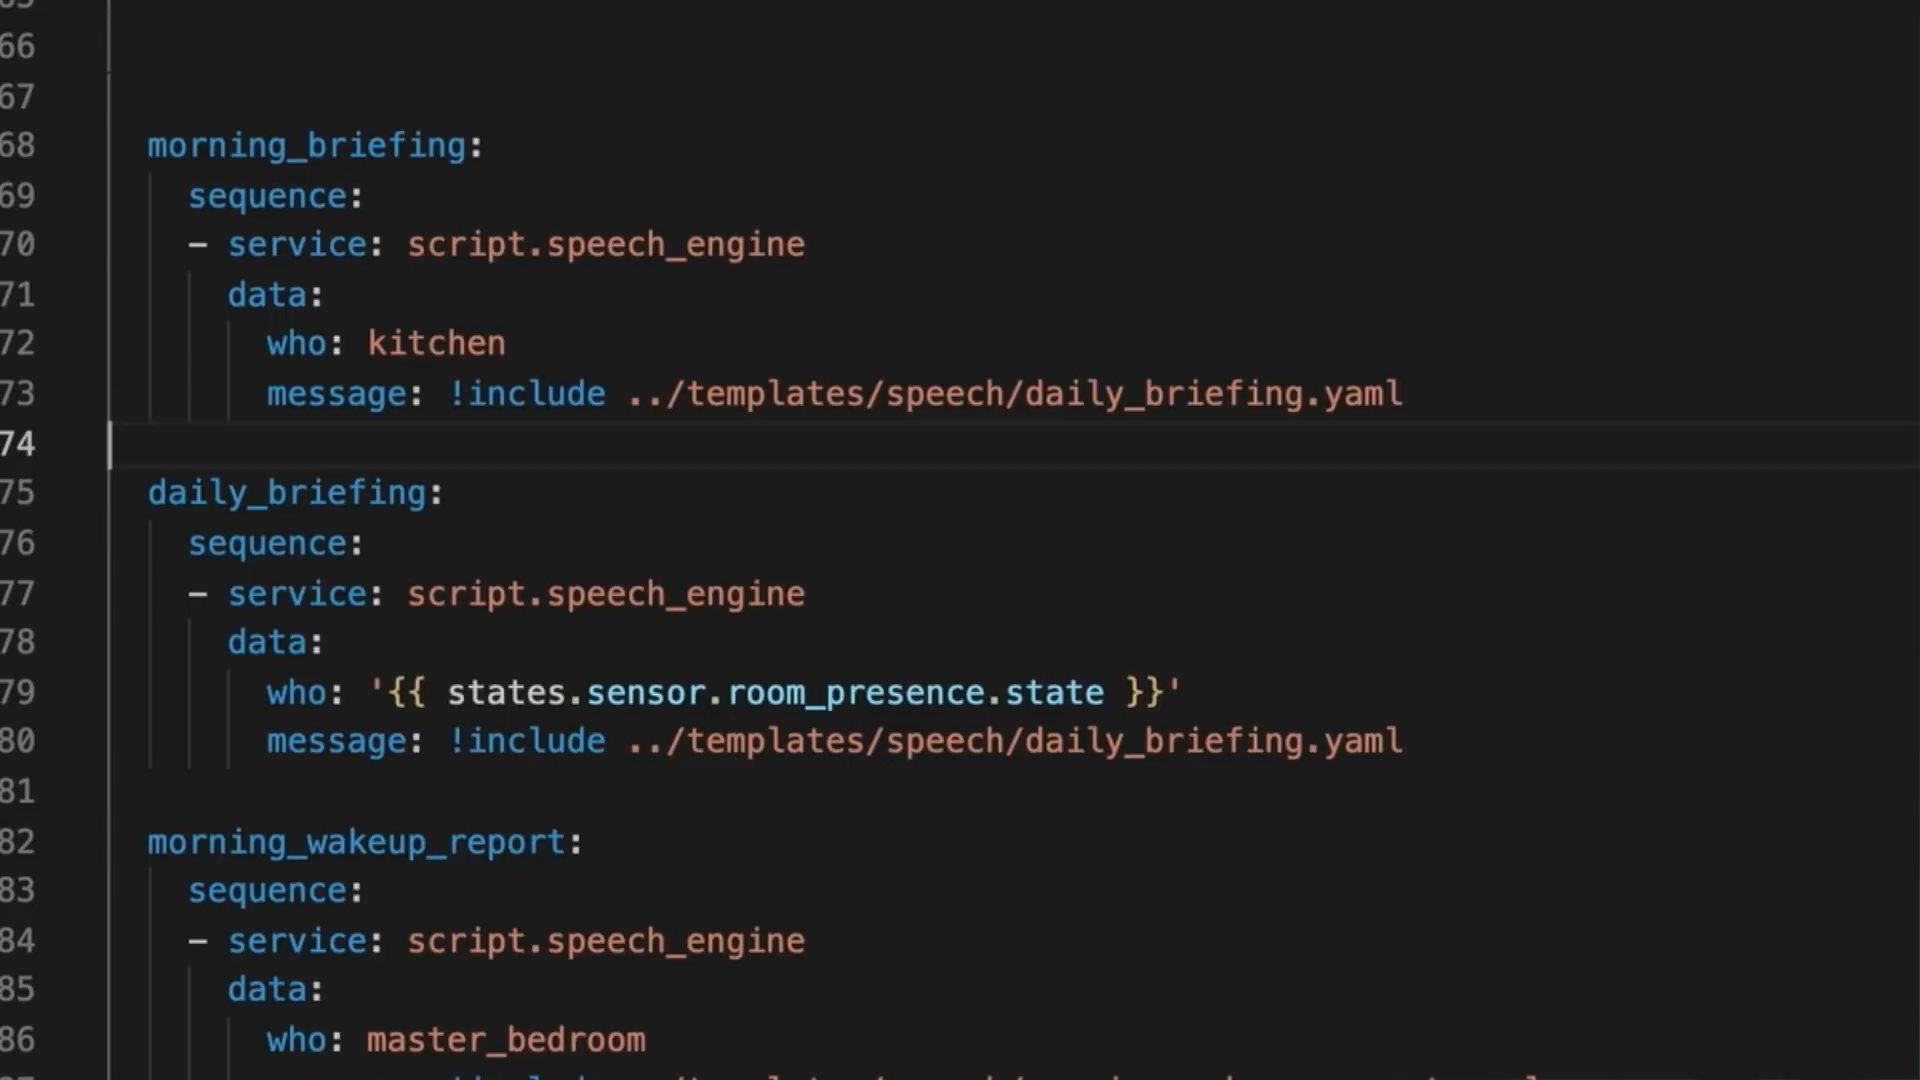 66
67
68 morning_briefing:
69 sequence:
70 - service: script.speech_engine
71 data:
72 who: kitchen
73 message: !include ../templates/speech/daily_briefing.yaml
74
75 daily_briefing:
76 sequence:
77 - service: script.speech_engine
78 data:
79 who: '{{ states.sensor.room_presence.state }}'
80 message: !include ../templates/speech/daily_briefing.yaml
81
82 morning_wakeup_report:
83 sequence:
84 - service: script.speech_engine
85 data:
86 who: master_bedroom